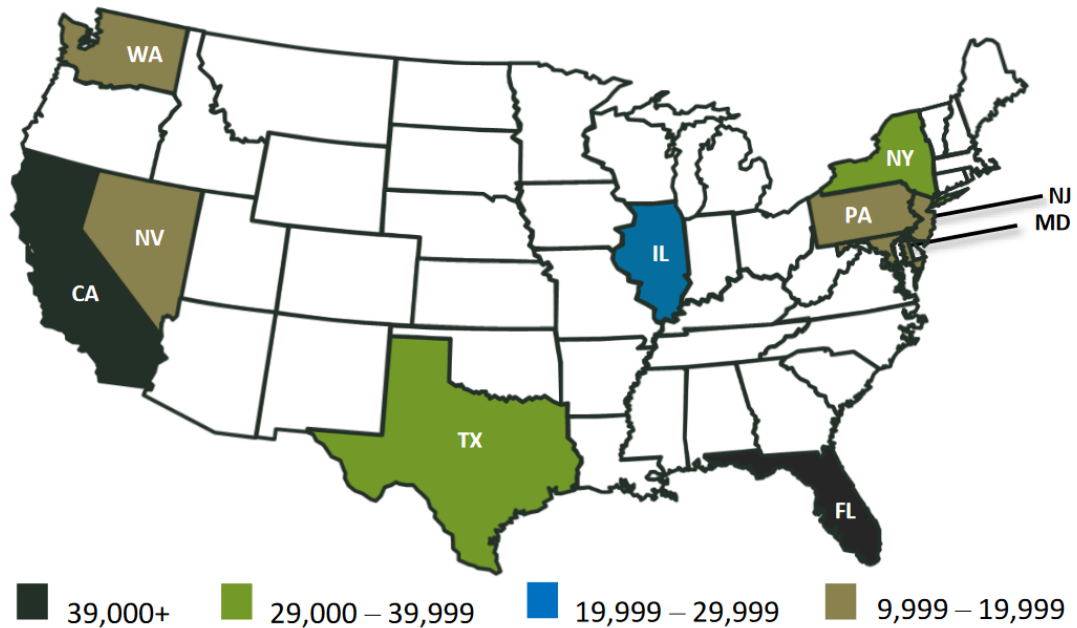 WA
NY
NJ
PA
MD
NV
IL
CA
TX
FL
39,000+
29,000 – 39,999
19,999 – 29,999
9,999 – 19,999